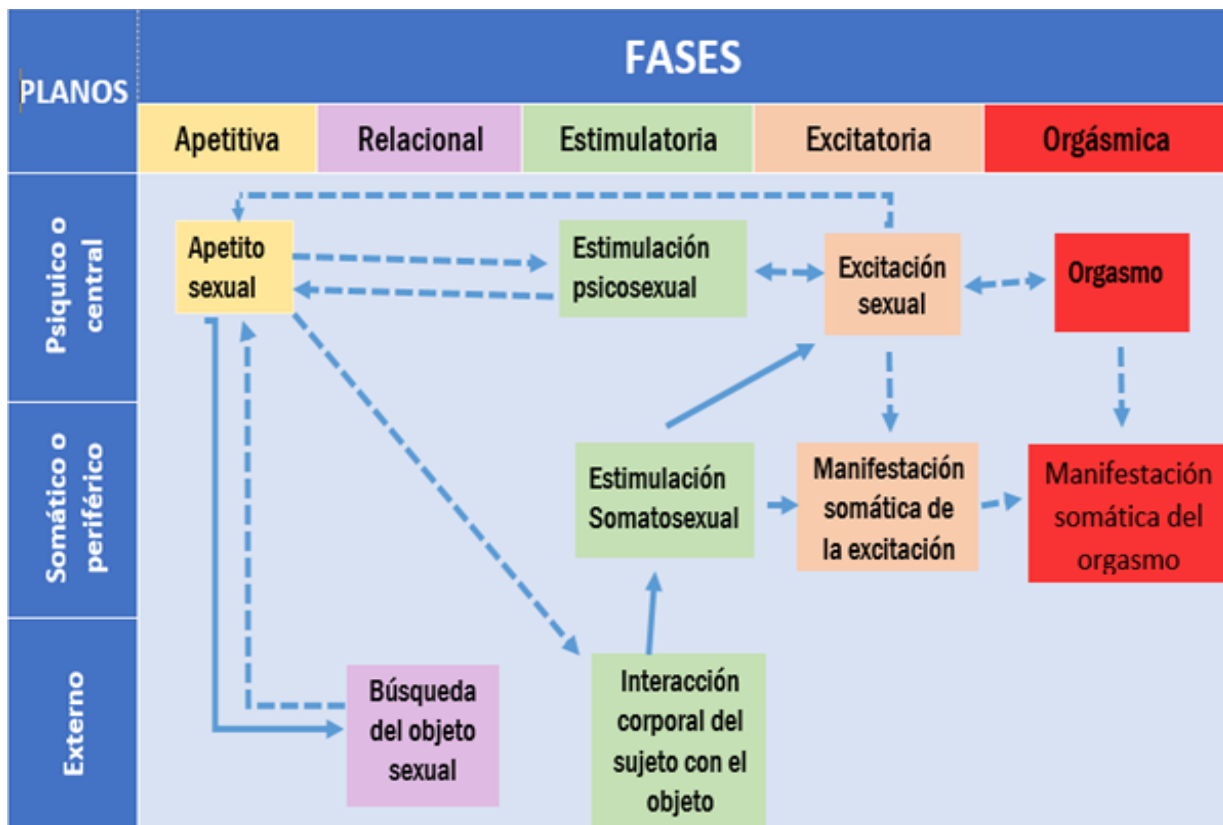 PLANOS
FASES
Apetitiva
Relacional
Estimulatoria
Excitatoria
Orgásmica
Psiquico o
central
Apetito
sexual
Estimulación
psicosexual
Excitación
sexual
Orgasmo
Somático o
periférico
Estimulación
Somatosexual
Manifestación
somática de
la excitación
Manifestación
somática del
orgasmo
Externo
Búsqueda
del objeto
sexual
Interacción
corporal del
sujeto con el
objeto